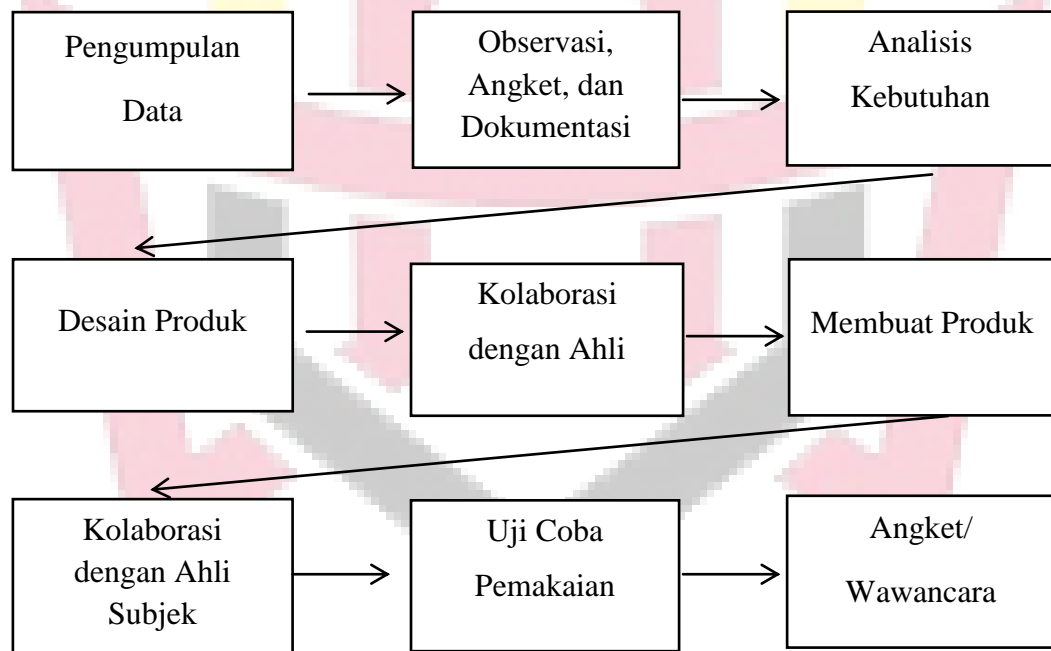 Pengumpulan
Data
Observasi,
Angket, dan
Dokumentasi
Analisis
Kebutuhan
Desain Produk
Kolaborasi
dengan Ahli
Membuat Produk
Kolaborasi
dengan Ahli
Subjek
Uji Coba
Pemakaian
Angket/
Wawancara